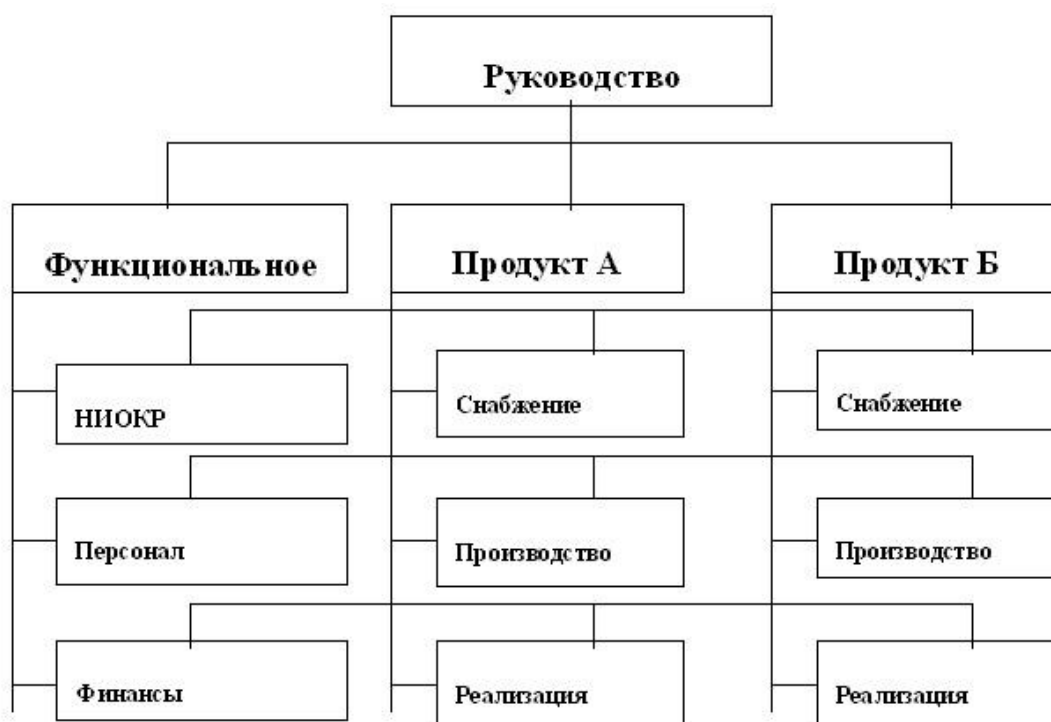 Руководство
Функциональное
Продукт А
Продукт Б
НИОКР
Снабжение
Снабжение
Персонал
Производство
Производство
Финансы
Реализация
Реализация